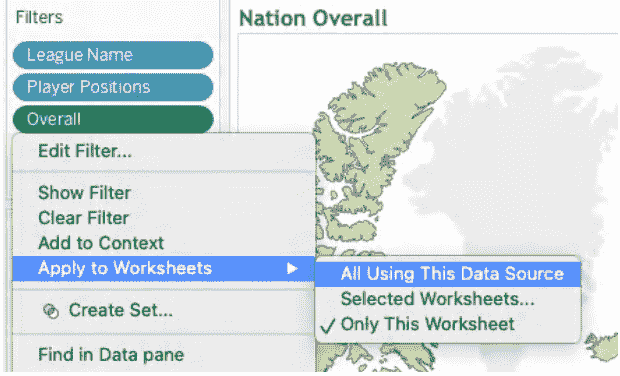 Filters
Nation Overall
League Name
Player Positions
Overall
Edit Filter...
Show Filter
Clear Filter
Add to Context
Apply to Worksheets
All Using This Data Source
Selected Worksheets...
Create Set...
✓ Only This Worksheet
Find in Data pane